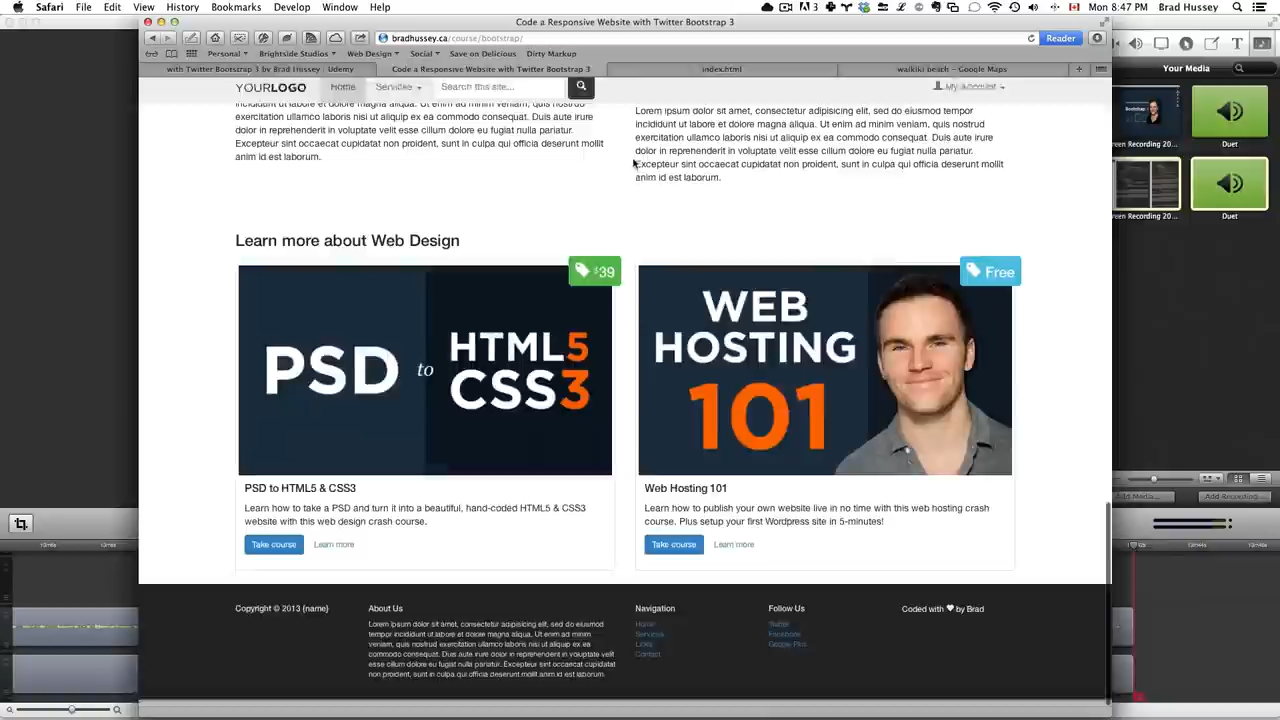 Safari File Edit View History Bookmarks Develop Window Help
3 Mon 8:47 PM Brad Hussey
Code a Responsive Website with Twitter Bootstrap 3
bradhussey.ca/course/bootstrap/
Reader
Personal Brightside Studios Web Design Social Save on Delicious Dirty Markup
with Twitter Bootstrap 3 by Brad Hussey | Udemy
Code a Responsive Website with Twitter Bootstrap 3
index.html
waikiki beach – Google Maps
Your Media
YOURLOGO Home Services Search this site... My Account
incididunt ut labore et dolore magna aliqua. Ut enim ad minim veniam, quis nostrud
exercitation ullamco laboris nisi ut aliquip ex ea commodo consequat. Duis aute irure
dolor in reprehenderit in voluptate velit esse cillum dolore eu fugiat nulla pariatur.
Excepteur sint occaecat cupidatat non proident, sunt in culpa qui officia deserunt mollit
anim id est laborum.
Lorem ipsum dolor sit amet, consectetur adipisicing elit, sed do eiusmod tempor
incididunt ut labore et dolore magna aliqua. Ut enim ad minim veniam, quis nostrud
exercitation ullamco laboris nisi ut aliquip ex ea commodo consequat. Duis aute irure
dolor in reprehenderit in voluptate velit esse cillum dolore eu fugiat nulla pariatur.
Excepteur sint occaecat cupidatat non proident, sunt in culpa qui officia deserunt mollit
anim id est laborum.
reen Recording 20...
Duet
reen Recording 20...
Duet
Learn more about Web Design
$39
PSD to HTML5
CSS3
PSD to HTML5 & CSS3
Learn how to take a PSD and turn it into a beautiful, hand-coded HTML5 & CSS3
website with this web design crash course.
Take course Learn more
Free
WEB
HOSTING
101
Web Hosting 101
Learn how to publish your own website live in no time with this web hosting crash
course. Plus setup your first Wordpress site in 5-minutes!
Take course Learn more
Add Media... Add Recording...
Copyright © 2013 {name}
About Us
Lorem ipsum dolor sit amet, consectetur adipisicing elit, sed do eiusmod
tempor incididunt ut labore et dolore magna aliqua. Ut enim ad minim
veniam, quis nostrud exercitation ullamco laboris nisi ut aliquip ex ea
commodo consequat. Duis aute irure dolor in reprehenderit in voluptate velit
esse cillum dolore eu fugiat nulla pariatur. Excepteur sint occaecat cupidatat
non proident, sunt in culpa qui officia deserunt mollit anim id est laborum.
Navigation
Home
Services
Links
Contact
Follow Us
Twitter
Facebook
Google Plus
Coded with ♥ by Brad